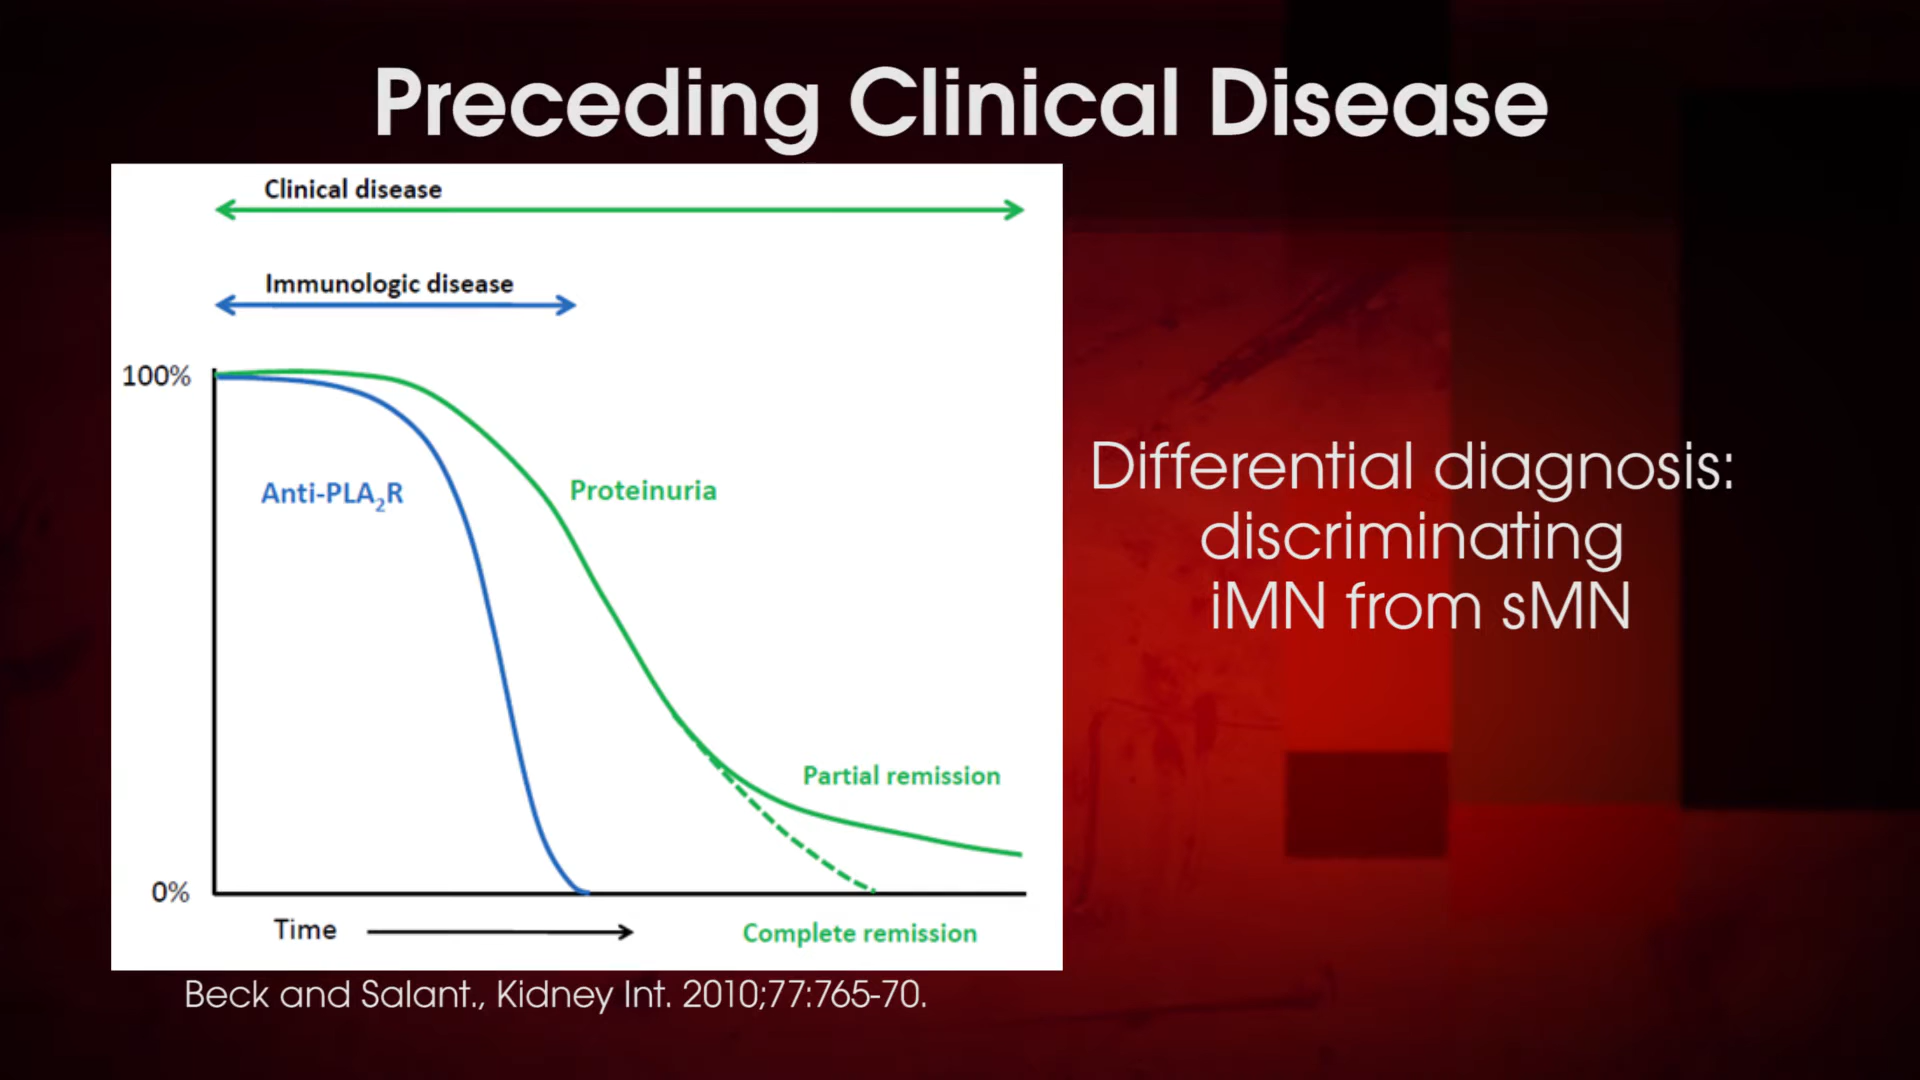 Preceding Clinical Disease
Clinical disease
Immunologic disease
100%
Anti-PLA₂R
Proteinuria
Partial remission
0%
Time
Complete remission
Beck and Salant., Kidney Int. 2010;77:765-70.
Differential diagnosis:
discriminating
iMN from sMN